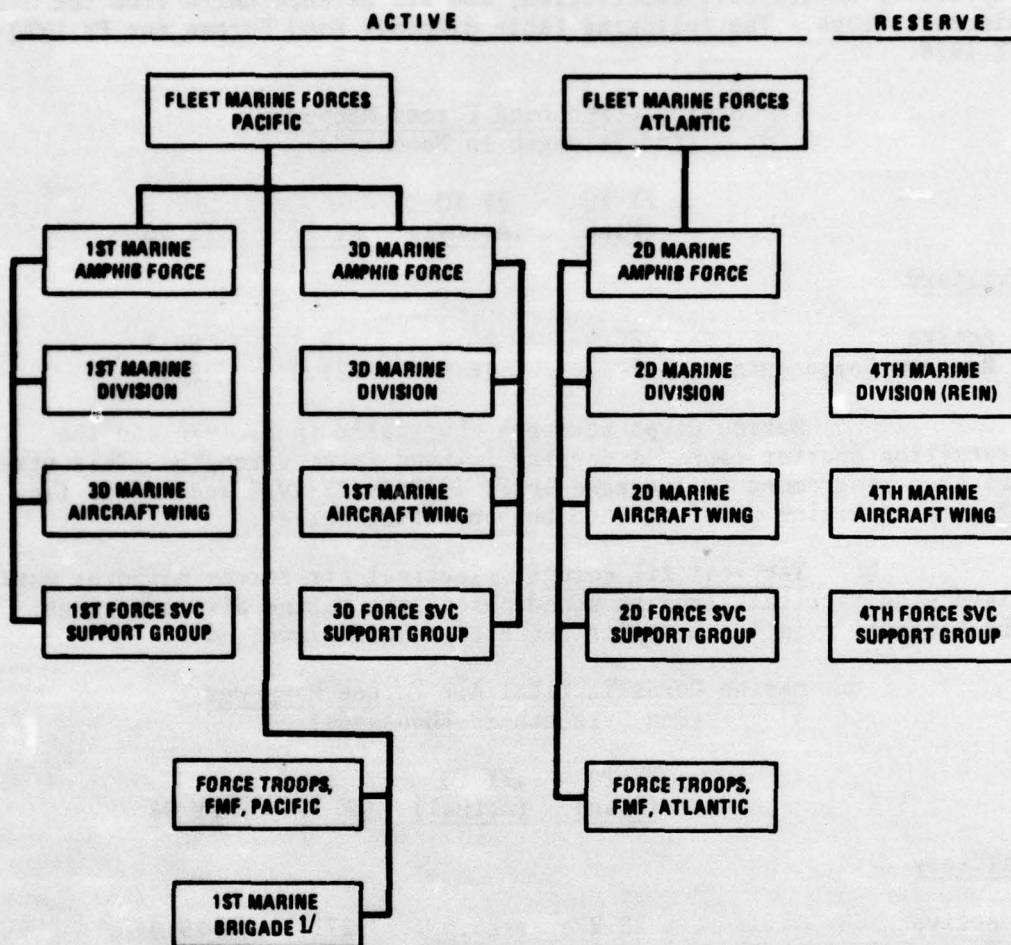 ACTIVE
RESERVE
FLEET MARINE FORCES
PACIFIC
FLEET MARINE FORCES
ATLANTIC
1ST MARINE
AMPHIB FORCE
3D MARINE
AMPHIB FORCE
2D MARINE
AMPHIB FORCE
1ST MARINE
DIVISION
3D MARINE
DIVISION
2D MARINE
DIVISION
4TH MARINE
DIVISION (REIN)
3D MARINE
AIRCRAFT WING
1ST MARINE
AIRCRAFT WING
2D MARINE
AIRCRAFT WING
4TH MARINE
AIRCRAFT WING
1ST FORCE SVC
SUPPORT GROUP
3D FORCE SVC
SUPPORT GROUP
2D FORCE SVC
SUPPORT GROUP
4TH FORCE SVC
SUPPORT GROUP
FORCE TROOPS,
FMF, PACIFIC
FORCE TROOPS,
FMF, ATLANTIC
1ST MARINE
BRIGADE 1/